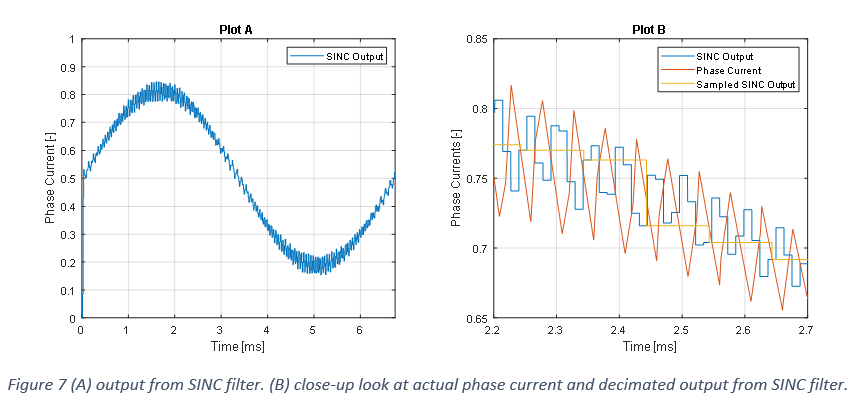 Plot A
SINC Output
Phase Current [-]
1
0.9
0.8
0.7
0.6
0.5
0.4
0.3
0.2
0.1
0
0
1
2
3
4
5
6
Time [ms]
Plot B
SINC Output
Phase Current
Sampled SINC Output
Phase Currents [-]
0.85
0.8
0.75
0.7
0.65
2.2
2.3
2.4
2.5
2.6
2.7
Time [ms]
Figure 7 (A) output from SINC filter. (B) close-up look at actual phase current and decimated output from SINC filter.